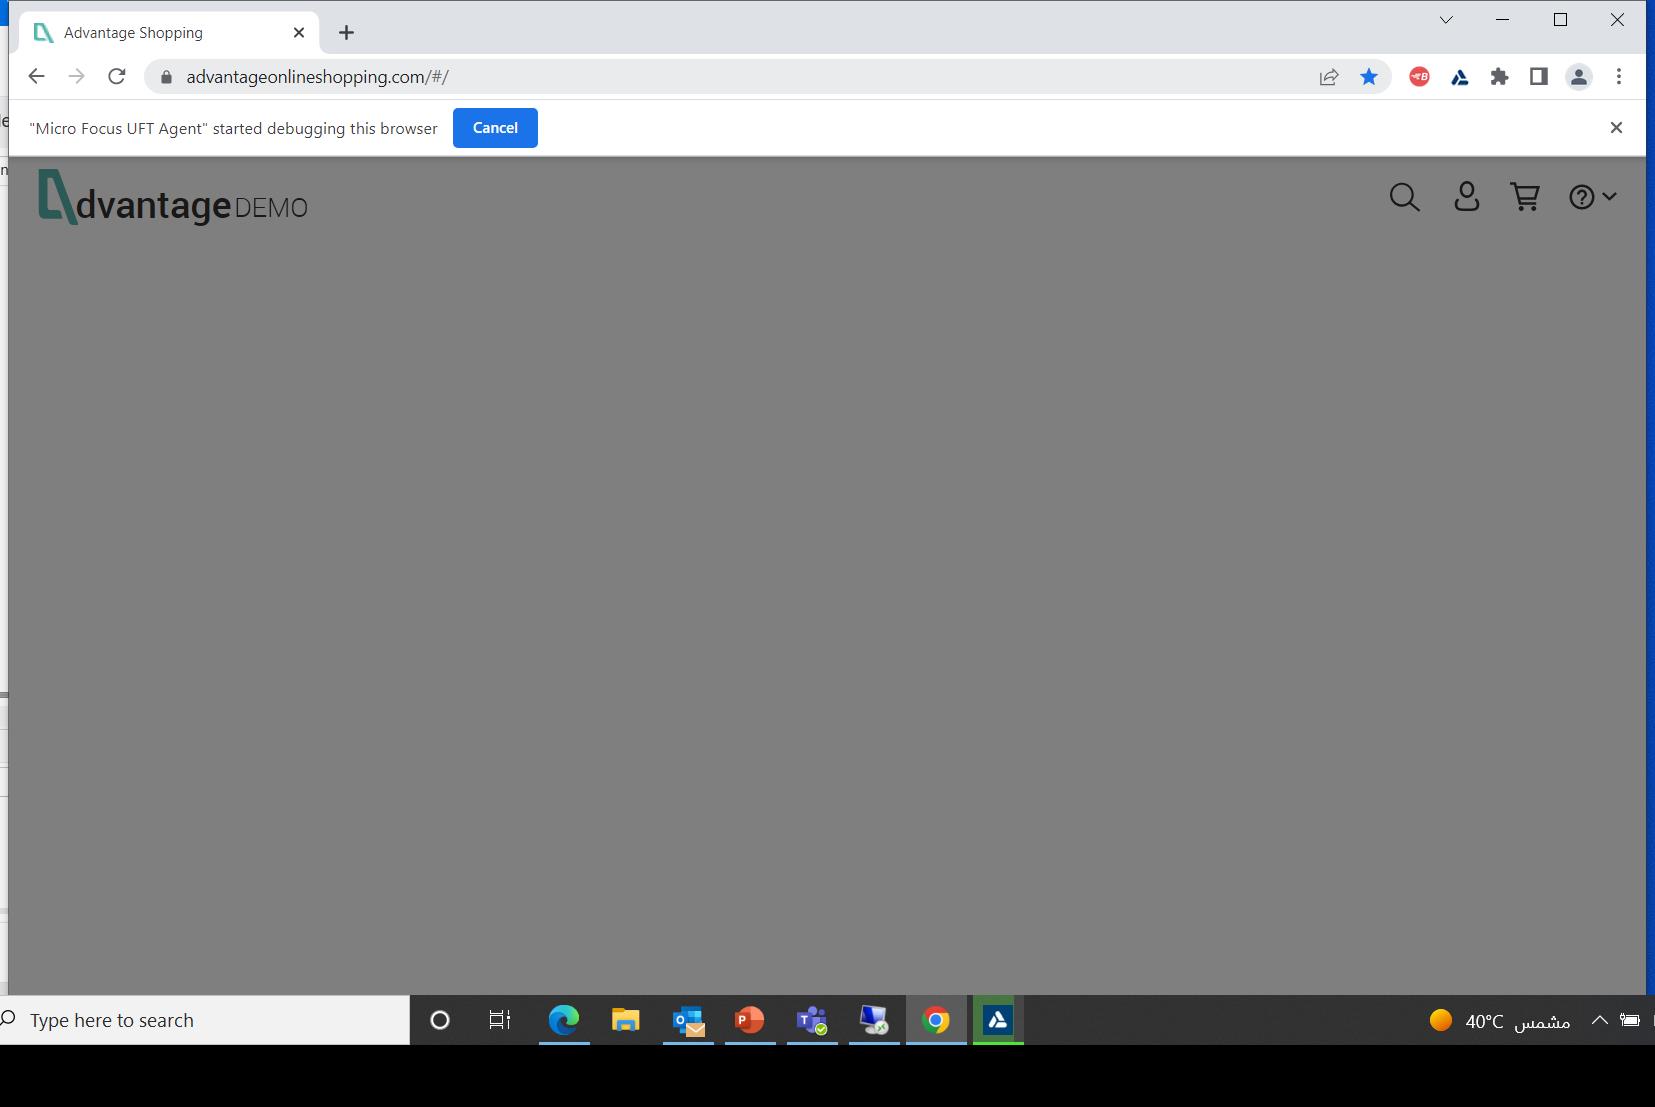 Advantage Shopping
advantageonlineshopping.com/#/
"Micro Focus UFT Agent" started debugging this browser
Cancel
dvantage DEMO
Type here to search
40°C مشمس